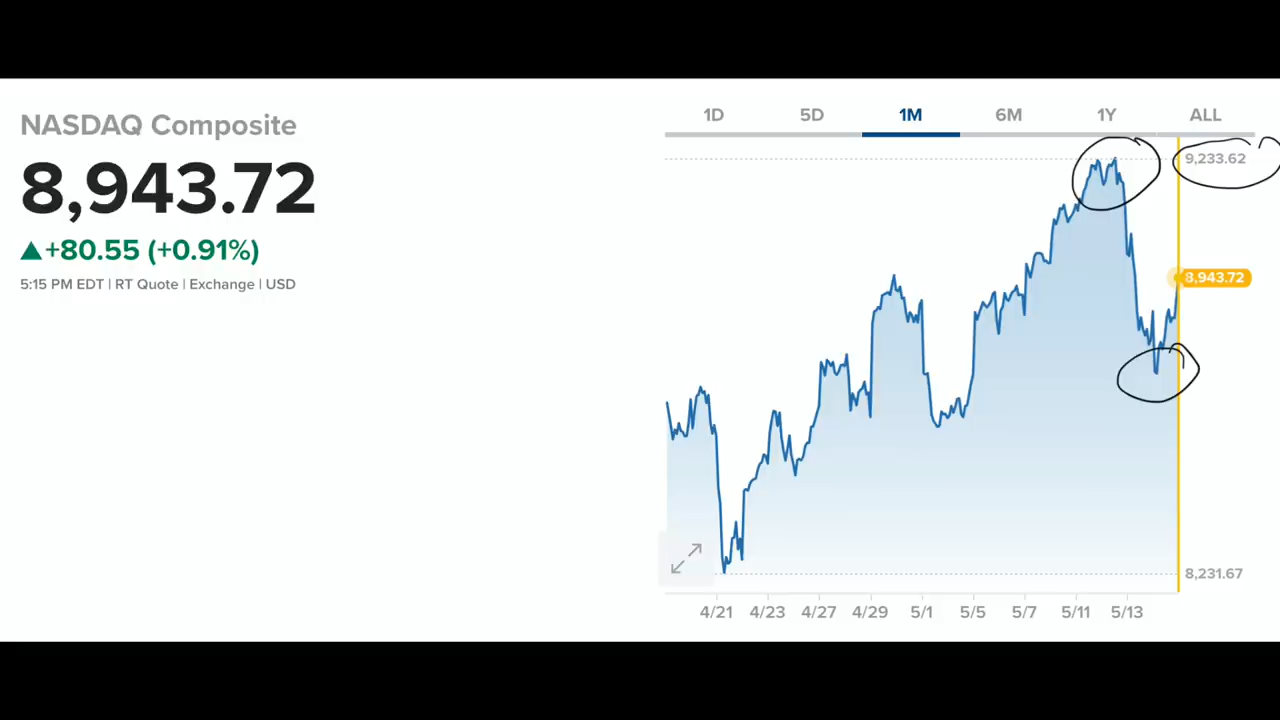 NASDAQ Composite
8,943.72
▲+80.55 (+0.91%)
5:15 PM EDT | RT Quote | Exchange | USD
1D 5D 1M 6M 1Y ALL
9,233.62
8,943.72
8,231.67
4/21 4/23 4/27 4/29 5/1 5/5 5/7 5/11 5/13